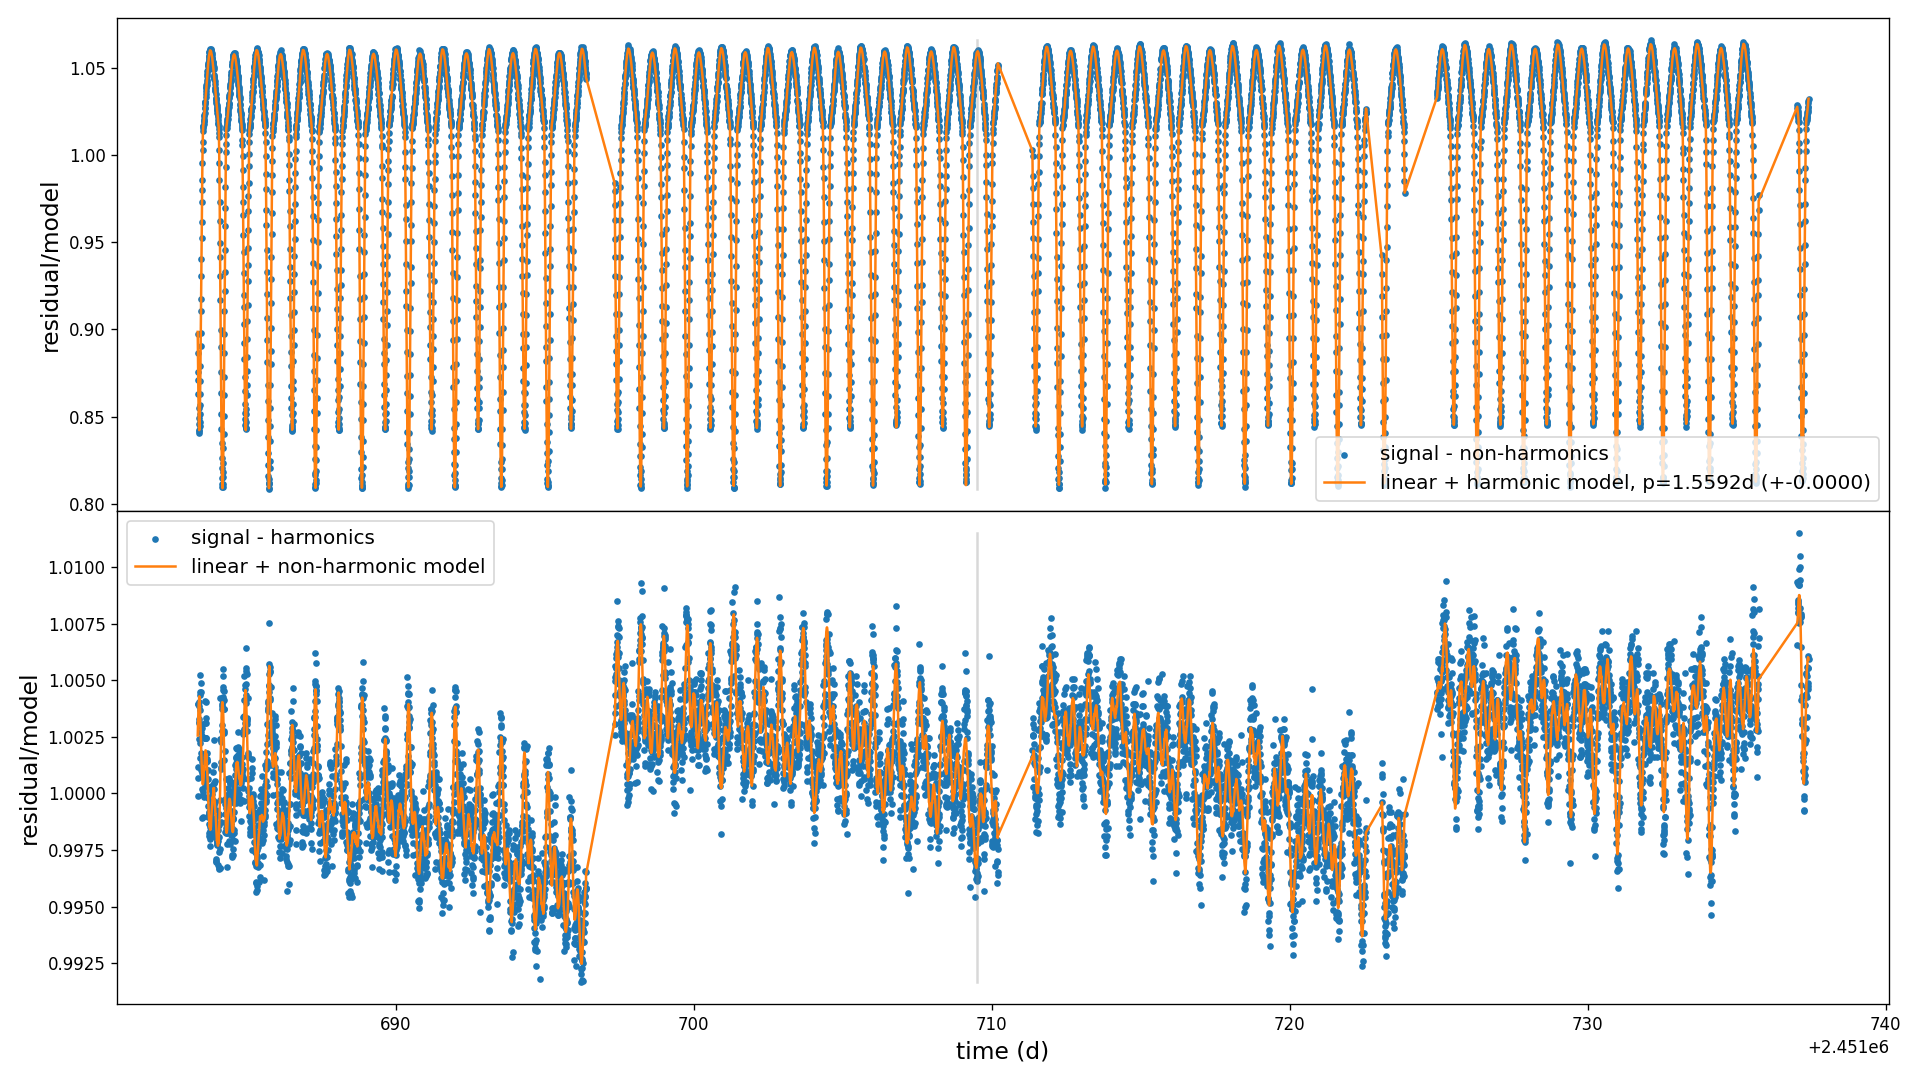 1.05
1.00
0.95
0.90
0.85
0.80
residual/model
signal - non-harmonics
linear + harmonic model, p=1.5592d (+-0.0000)
signal - harmonics
linear + non-harmonic model
1.0100
1.0075
1.0050
1.0025
1.0000
0.9975
0.9950
0.9925
residual/model
690
700
710
720
730
740
time (d)
+2.451e6